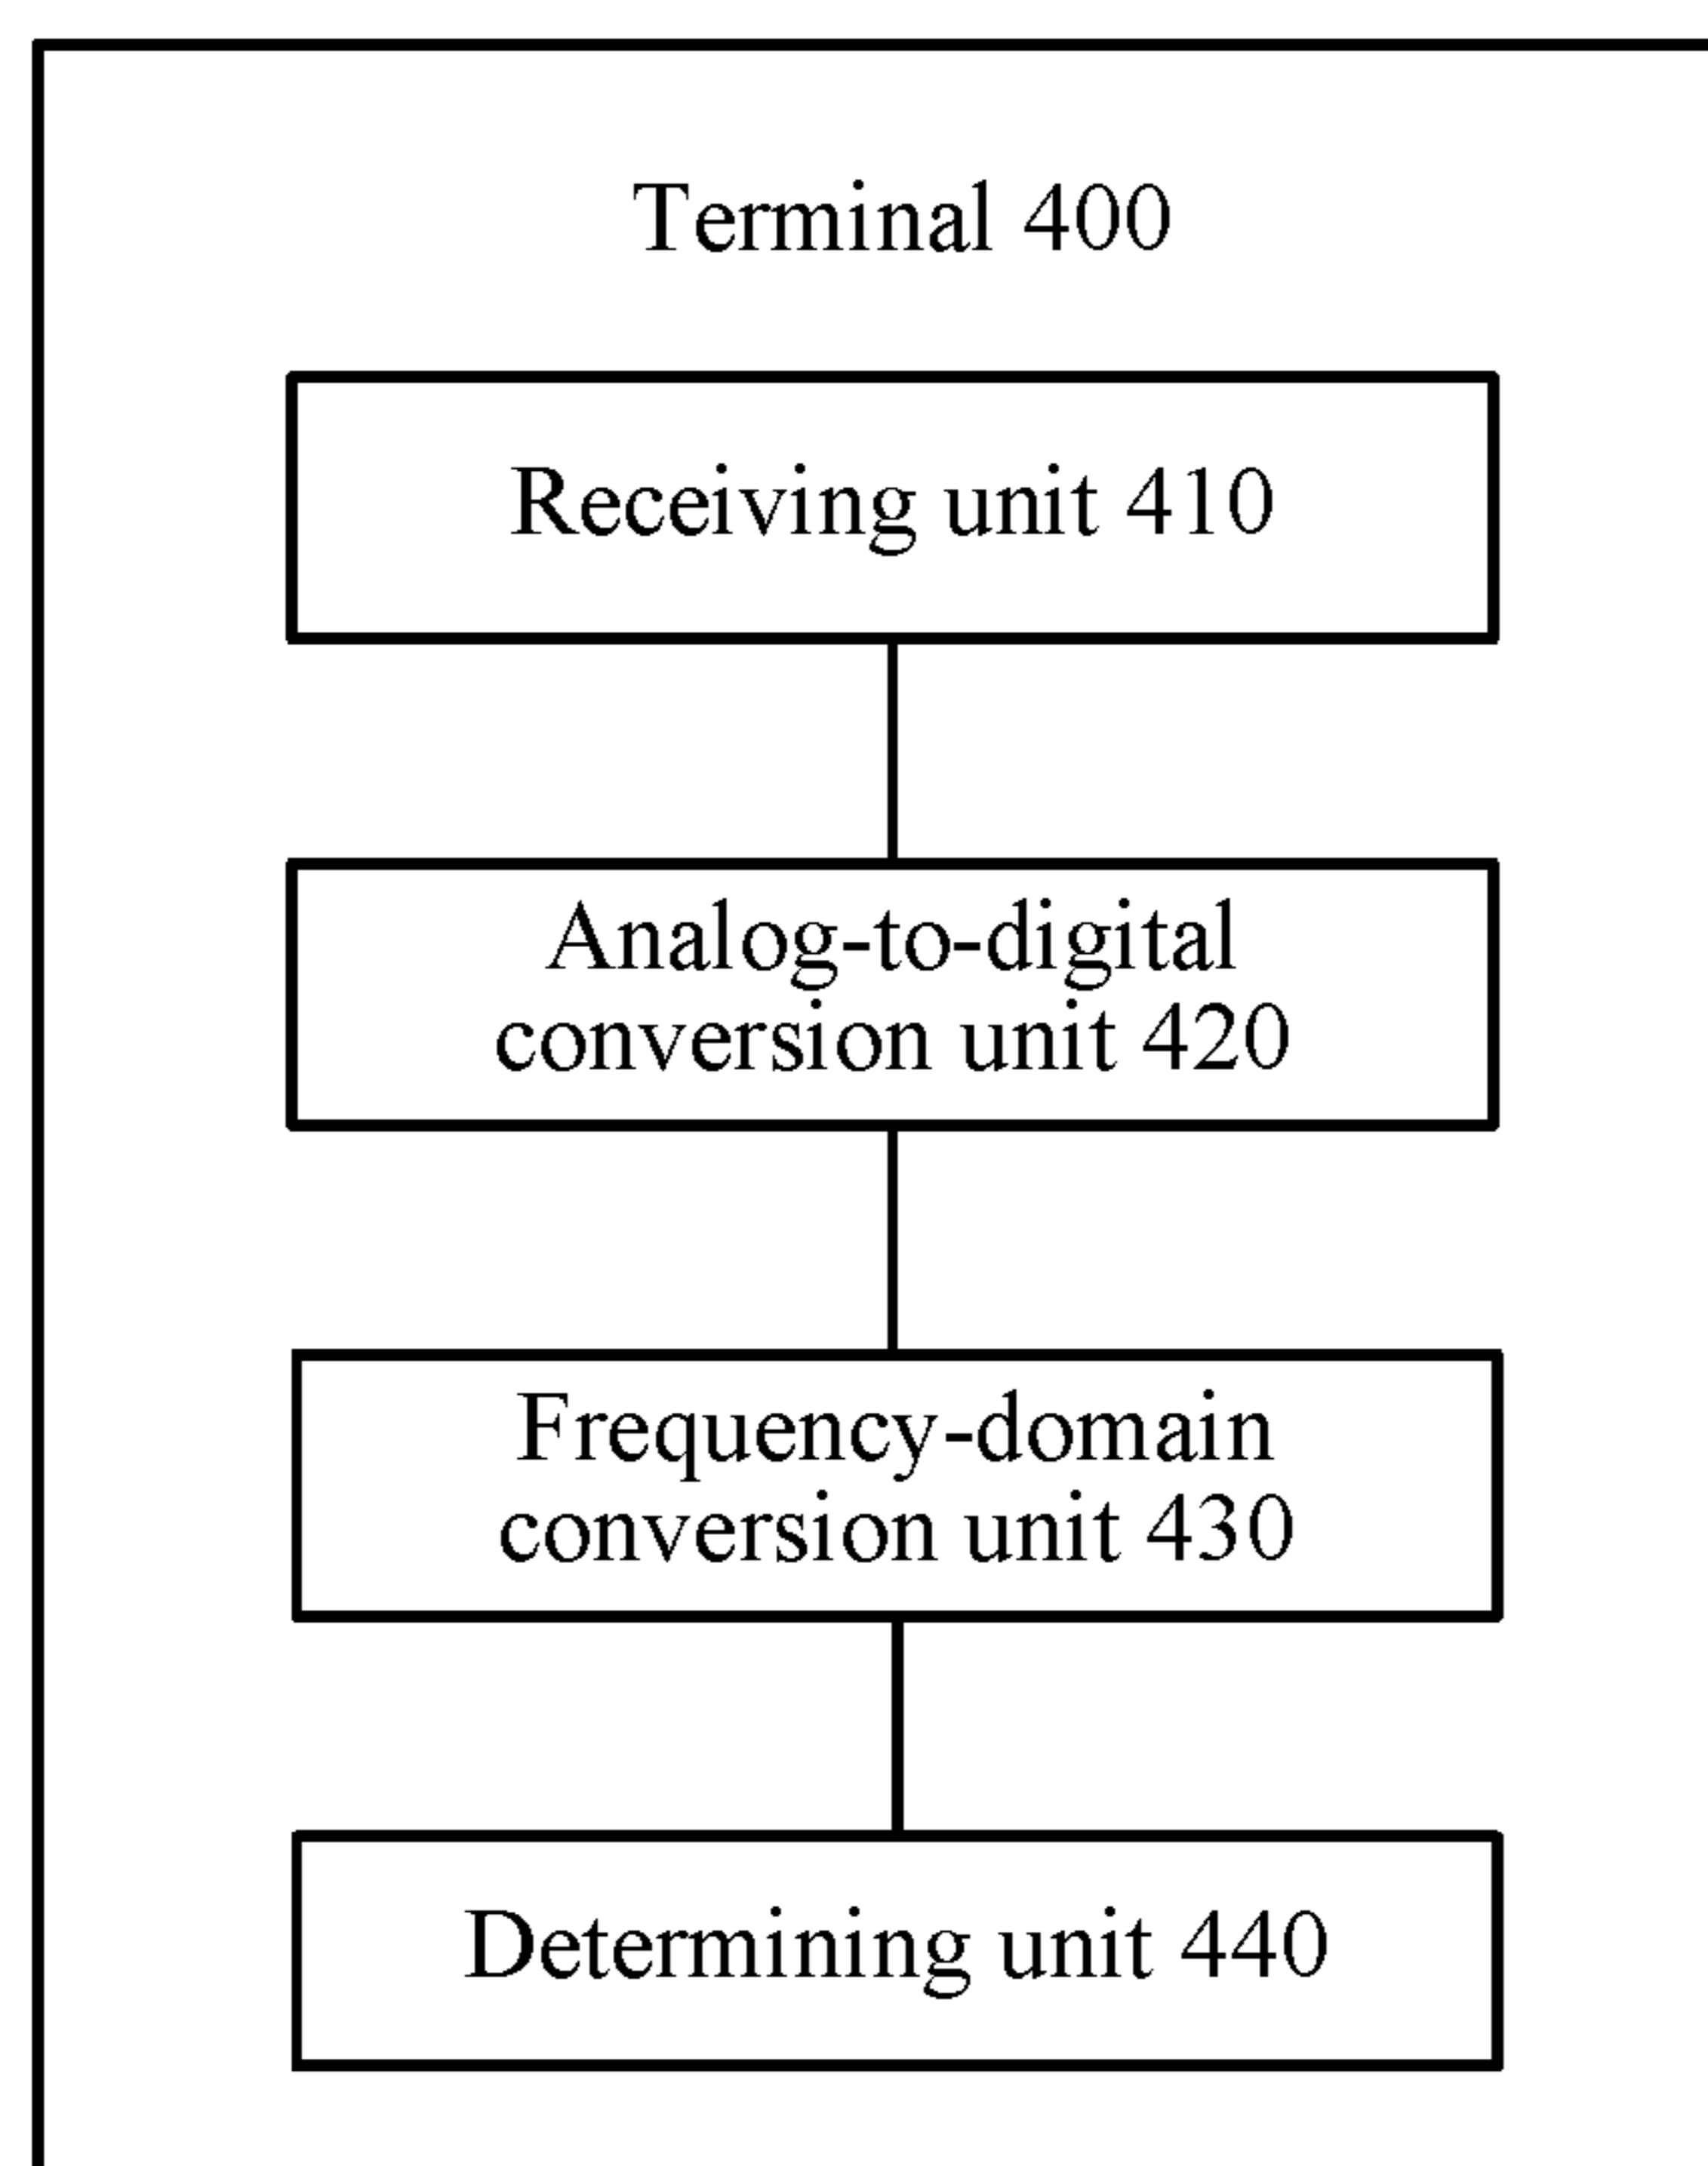 Terminal 400
Receiving unit 410
Analog-to-digital
conversion unit 420
Frequency-domain
conversion unit 430
Determining unit 440